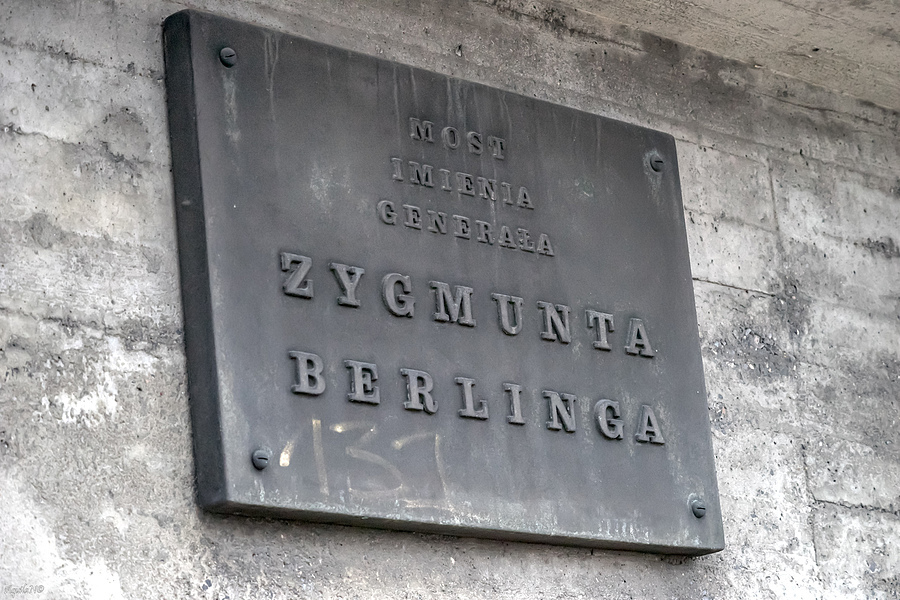 MOST
IMIENIA
GENERAŁA
ZYGMUNTA
BERLINGA